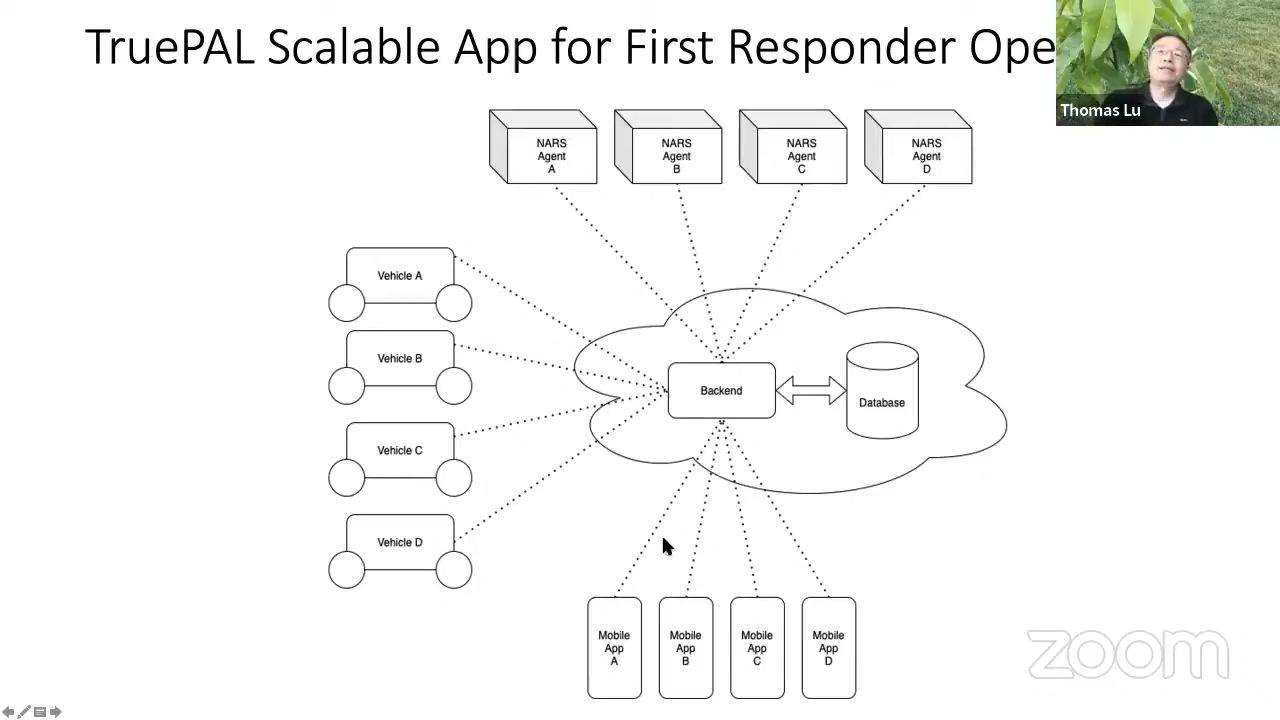 TruePAL Scalable App for First Responder Ope
Thomas Lu
NARS
Agent
A
NARS
Agent
B
NARS
Agent
C
NARS
Agent
D
Vehicle A
Vehicle B
Vehicle C
Vehicle D
Backend
Database
Mobile
App
A
Mobile
App
B
Mobile
App
C
Mobile
App
D
zoom